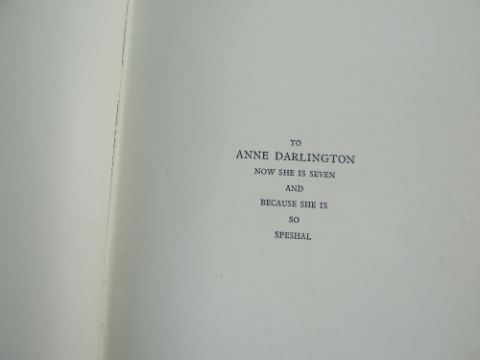 TO
ANNE DARLINGTON
NOW SHE IS SEVEN
AND
BECAUSE SHE IS
SO
SPESHAL